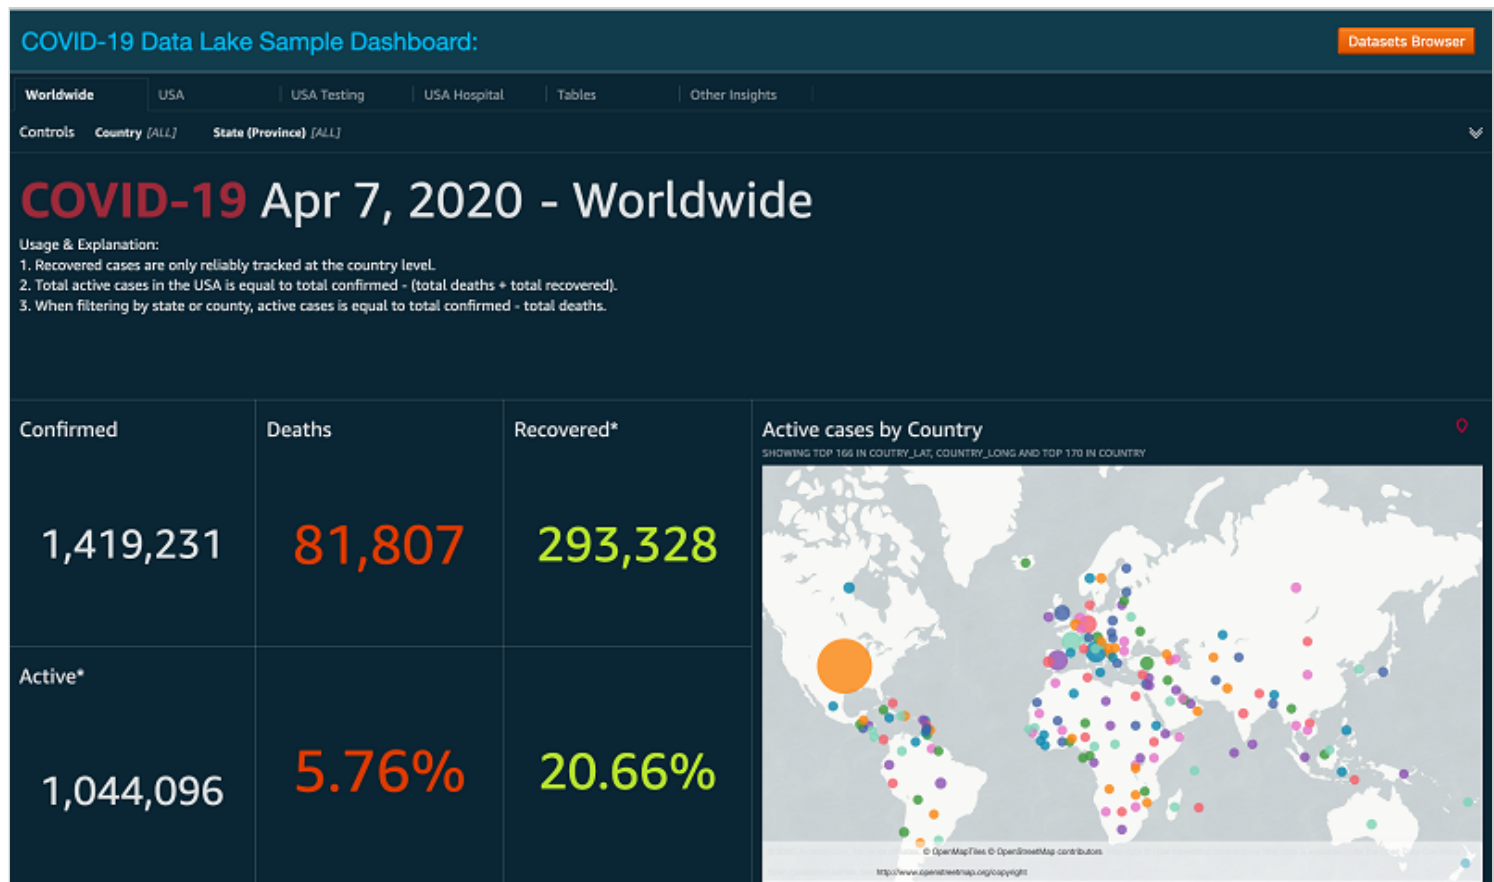 COVID-19 Data Lake Sample Dashboard:
Datasets Browser
Worldwide USA USA Testing USA Hospital Tables Other Insights
Controls Country [ALL] State (Province) [ALL]
COVID-19 Apr 7, 2020 - Worldwide
Usage & Explanation:
1. Recovered cases are only reliably tracked at the country level.
2. Total active cases in the USA is equal to total confirmed - (total deaths + total recovered).
3. When filtering by state or county, active cases is equal to total confirmed - total deaths.
Confirmed
1,419,231
Deaths
81,807
Recovered*
293,328
Active*
1,044,096
5.76%
20.66%
Active cases by Country
SHOWING TOP 166 IN COUTRY_LAT, COUNTRY_LONG AND TOP 170 IN COUNTRY
© OpenMapTiles © OpenStreetMap contributors
http://www.openstreetmap.org/copyright